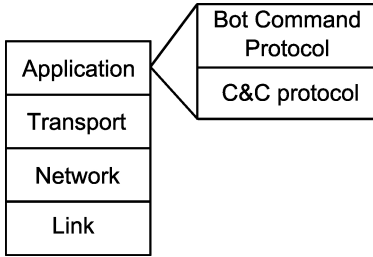 Bot Command
Protocol
C&C protocol
Application
Transport
Network
Link